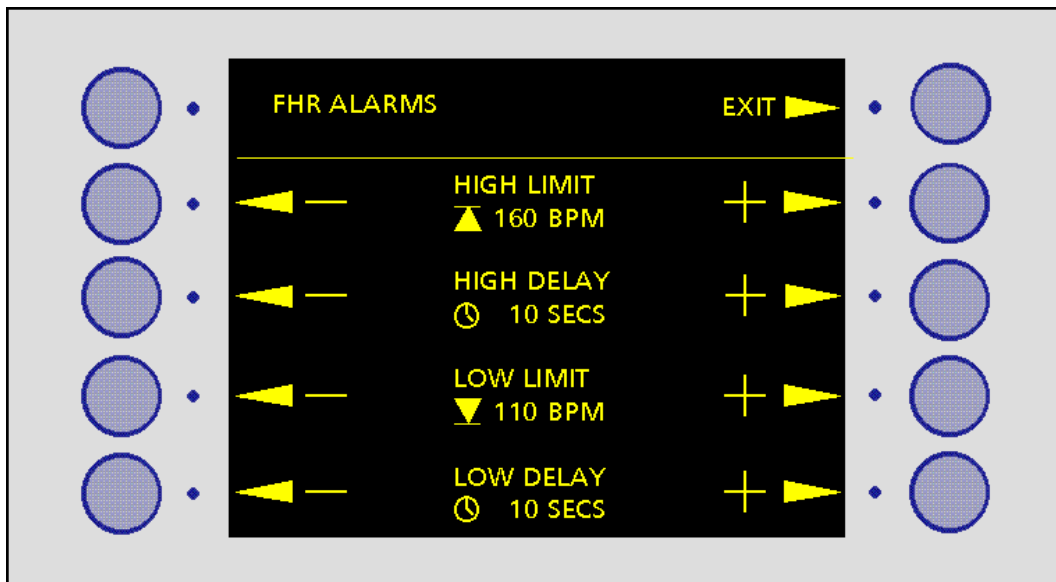 FHR ALARMS EXIT
HIGH LIMIT
160 BPM
HIGH DELAY
10 SECS
LOW LIMIT
110 BPM
LOW DELAY
10 SECS